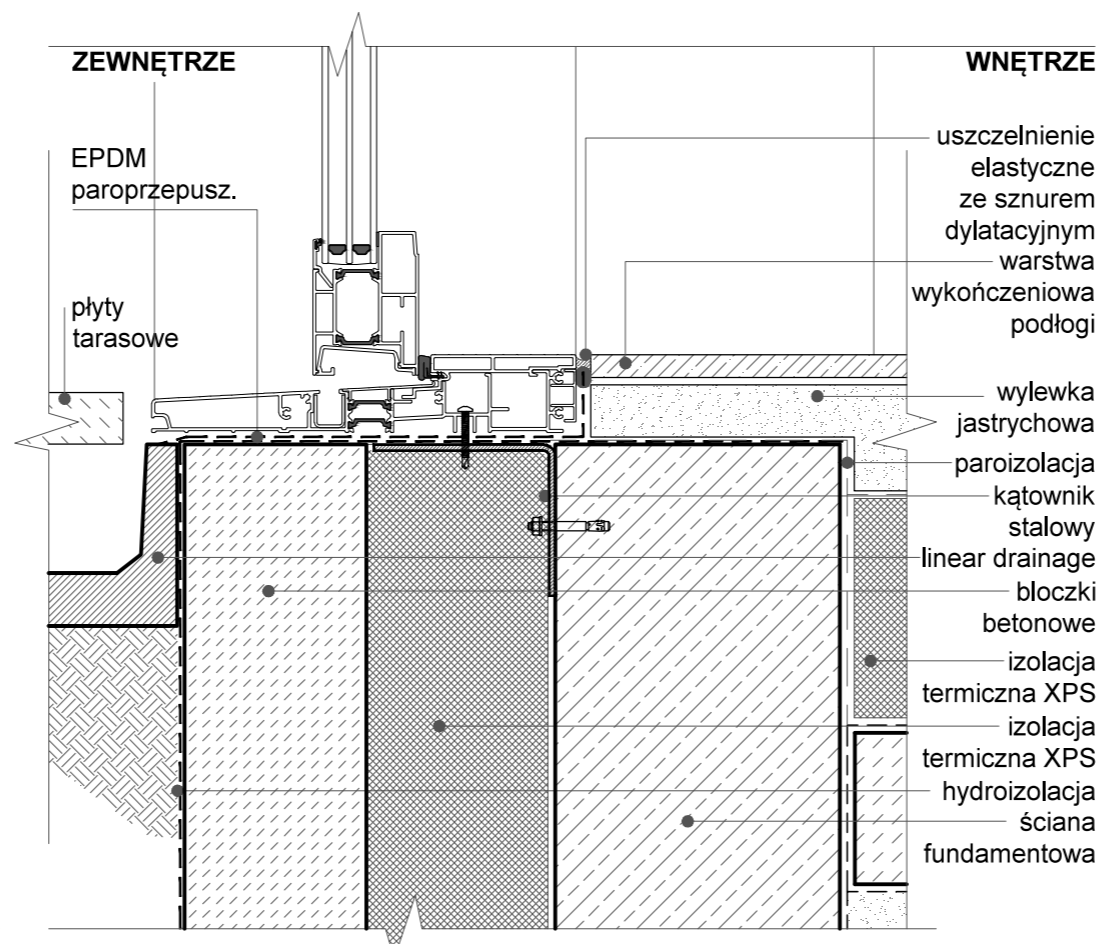 ZEWNĘTRZE
EPDM
paroprzepusz.
płyty
tarasowe
WNĘTRZE
uszczelnienie
elastyczne
ze sznurem
dylatacyjnym
warstwa
wykończeniowa
podłogi
wylewka
jastrychowa
paroizolacja
kątownik
stalowy
linear drainage
bloczki
betonowe
izolacja
termiczna XPS
izolacja
termiczna XPS
hydroizolacja
ściana
fundamentowa